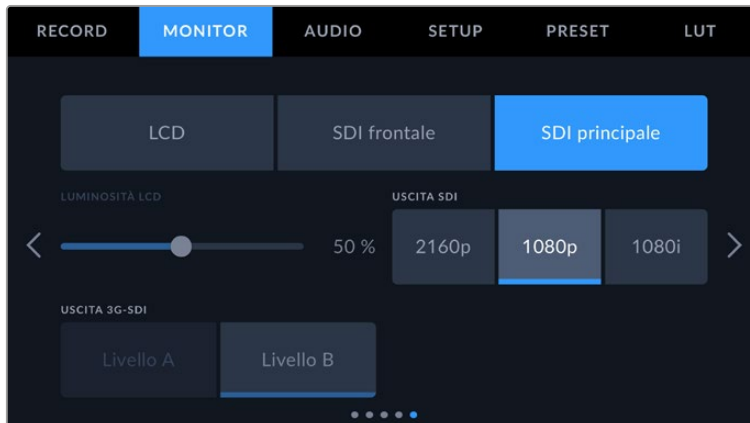 RECORD MONITOR AUDIO SETUP PRESET LUT
LCD SDI frontale SDI principale
LUMINOSITÀ LCD USCITA SDI
50 % 2160p 1080p 1080i
USCITA 3G-SDI
Livello A Livello B